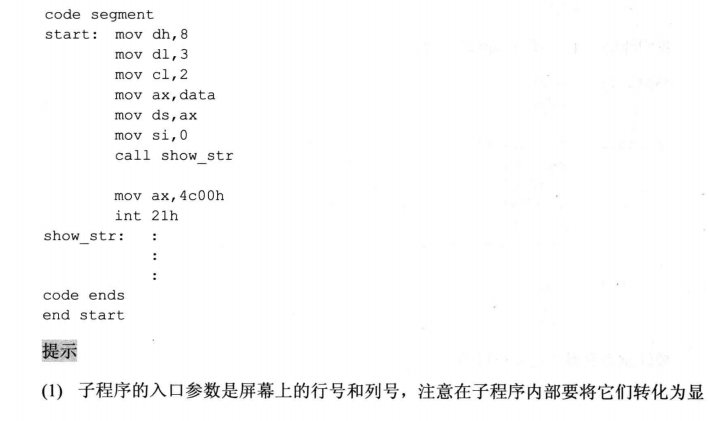 code segment
start: mov dh,8
mov dl,3
mov cl,2
mov ax,data
mov ds,ax
mov si,0
call show_str
mov ax,4c00h
int 21h
show_str: :
:
:
code ends
end start
提示
(1) 子程序的入口参数是屏幕上的行号和列号，注意在子程序内部要将它们转化为显